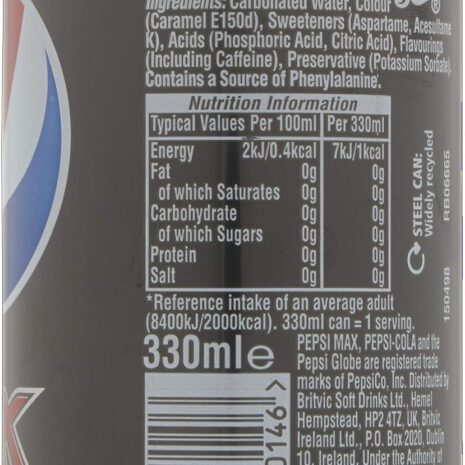 Ingredients: Carbonated Water, Colour
(Caramel E150d), Sweeteners (Aspartame, Acesulfame
K), Acids (Phosphoric Acid, Citric Acid), Flavourings
(Including Caffeine), Preservative (Potassium Sorbate).
Contains a Source of Phenylalanine.
®
Nutrition Information
Typical Values Per 100ml Per 330ml
Energy 2kJ/0.4kcal 7kJ/1kcal
Fat 0g 0g
of which Saturates 0g 0g
Carbohydrate 0g 0g
of which Sugars 0g 0g
Protein 0g 0g
Salt 0g 0g
*Reference intake of an average adult
(8400kJ/2000kcal). 330ml can = 1 serving.
330ml e
PEPSI MAX, PEPSI-COLA and the
Pepsi Globe are registered trade
marks of PepsiCo, Inc. Distributed by
Britvic Soft Drinks Ltd., Hemel
Hempstead, HP2 4TZ, UK, Britvic
Ireland Ltd., P.O. Box 2020, Dublin
10, Ireland. Under the Authority of
0146>
STEEL CAN:
Widely recycled
RB06665
150498
X